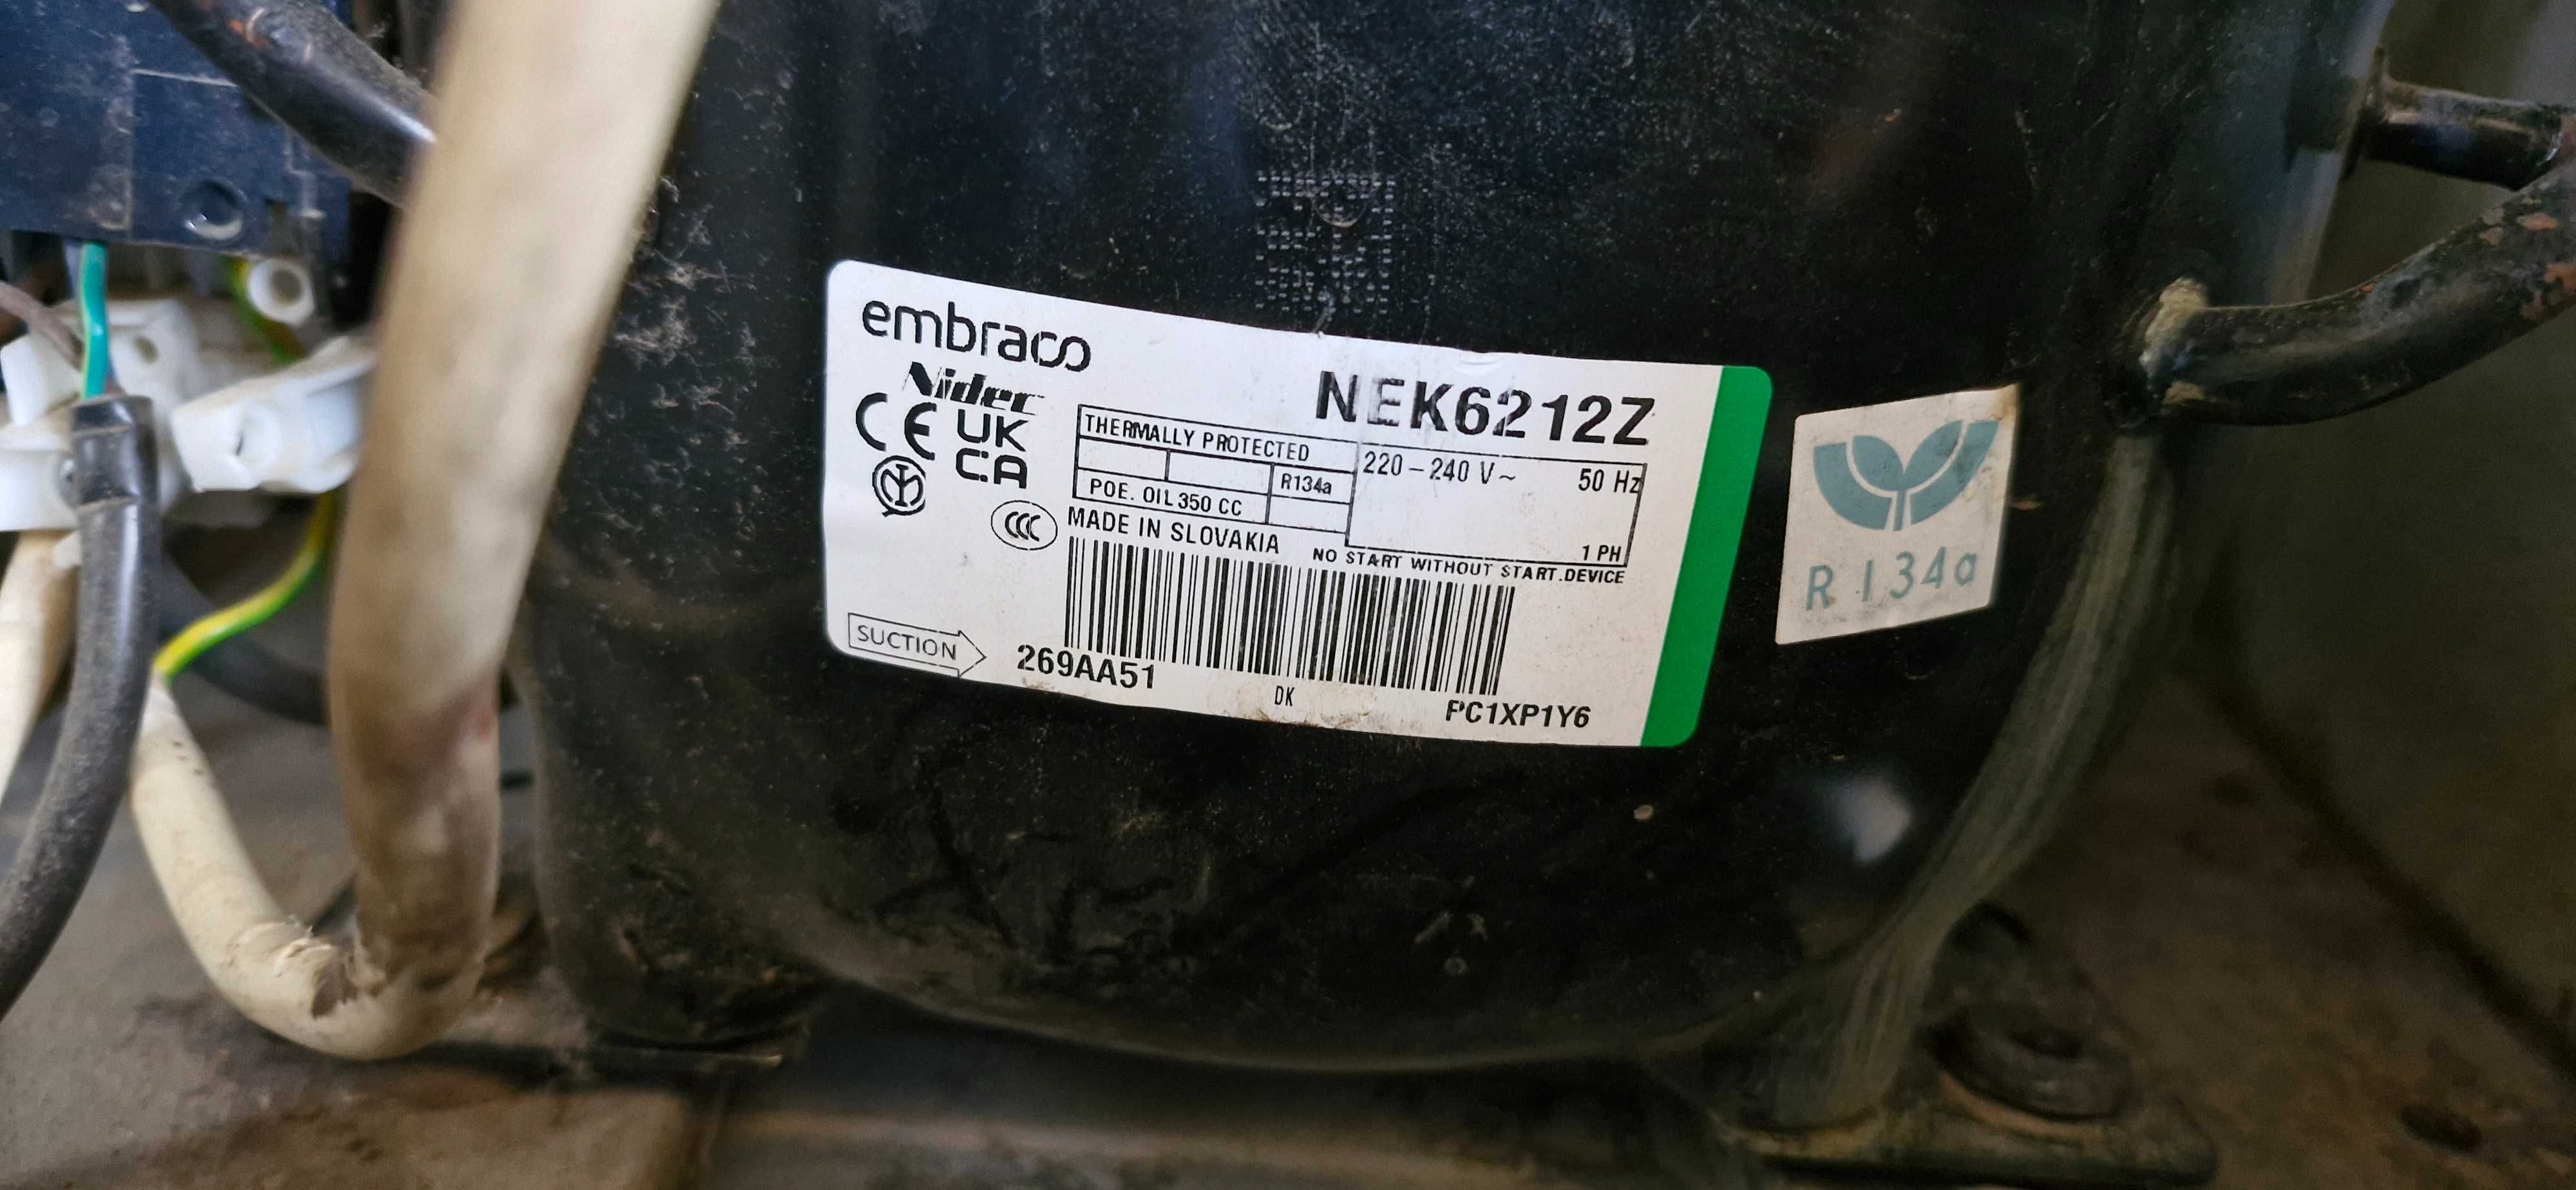 embraco
Nidec
NEK6212Z
CE UK
CA
THERMALLY PROTECTED
220-240 V~ 50 Hz
R134a
POE. OIL 350 CC
1 PH
CCC
MADE IN SLOVAKIA
NO START WITHOUT START.DEVICE
SUCTION
269AA51
DK
PC1XP1Y6
R134a